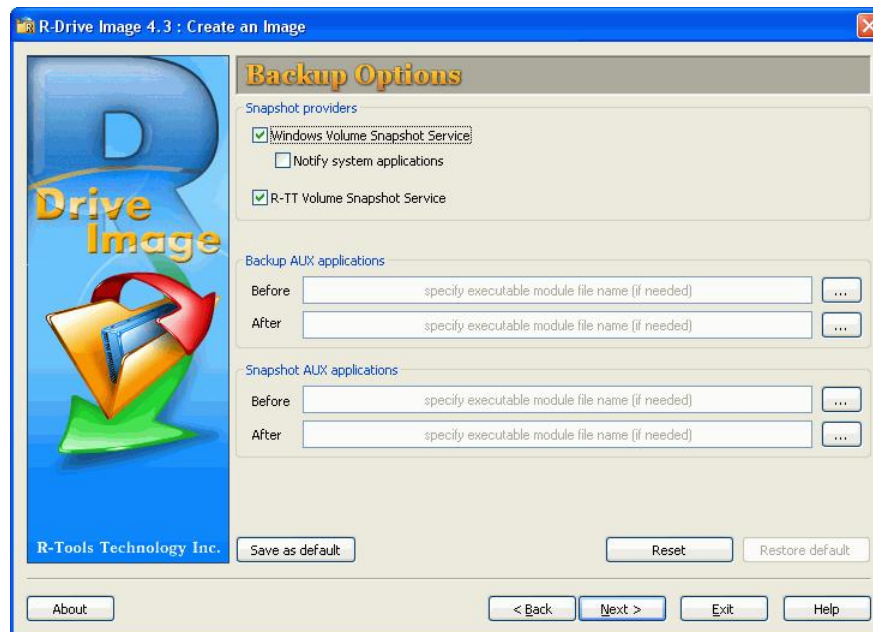 R-Drive Image 4.3 : Create an Image
R
Drive
Image
R-Tools Technology Inc.
Backup Options
Snapshot providers
Windows Volume Snapshot Service
Notify system applications
R-TT Volume Snapshot Service
Backup AUX applications
Before specify executable module file name (if needed) ...
After specify executable module file name (if needed) ...
Snapshot AUX applications
Before specify executable module file name (if needed) ...
After specify executable module file name (if needed) ...
Save as default Reset Restore default
About < Back Next > Exit Help